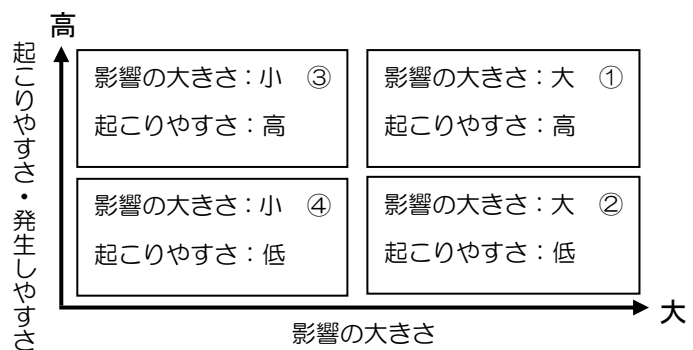 高
起こりやすさ・発生しやすさ
影響の大きさ:小 ③
起こりやすさ:高
影響の大きさ:大 ①
起こりやすさ:高
影響の大きさ:小 ④
起こりやすさ:低
影響の大きさ:大 ②
起こりやすさ:低
大
影響の大きさ